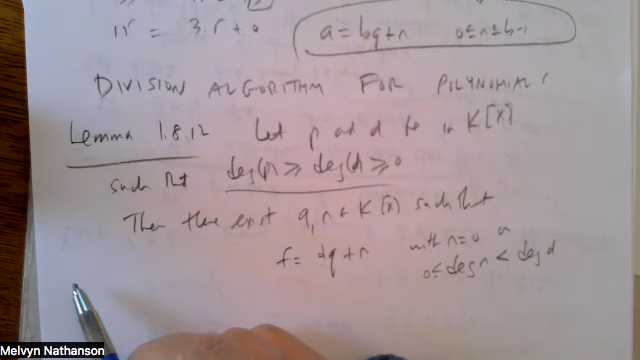 15 = 3.5 + 0
a = bq + r 0 ≤ r ≤ b-1
DIVISION ALGORITHM FOR POLYNOMIALS
Lemma 1.8.12 Let p and d be in K[X]
such that deg(p) ≥ deg(d) ≥ 0
Then there exist q, r ∈ K[X] such that
f = dq + r with r = 0 or
0 ≤ deg r < deg d
Melvyn Nathanson